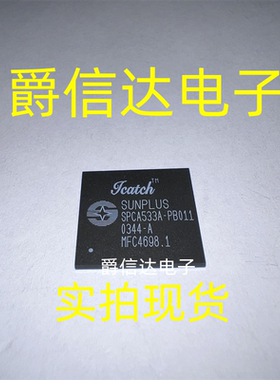 爵信达电子
Icatch™
SUNPLUS
SPCA533A-PB011
0344-A
MFC4698.1
爵信达电子
实拍现货